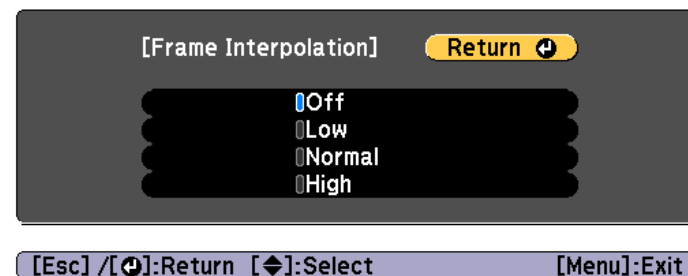 [Frame Interpolation] Return
Off
Low
Normal
High
[Esc] /[⏎]:Return [◆]:Select [Menu]:Exit